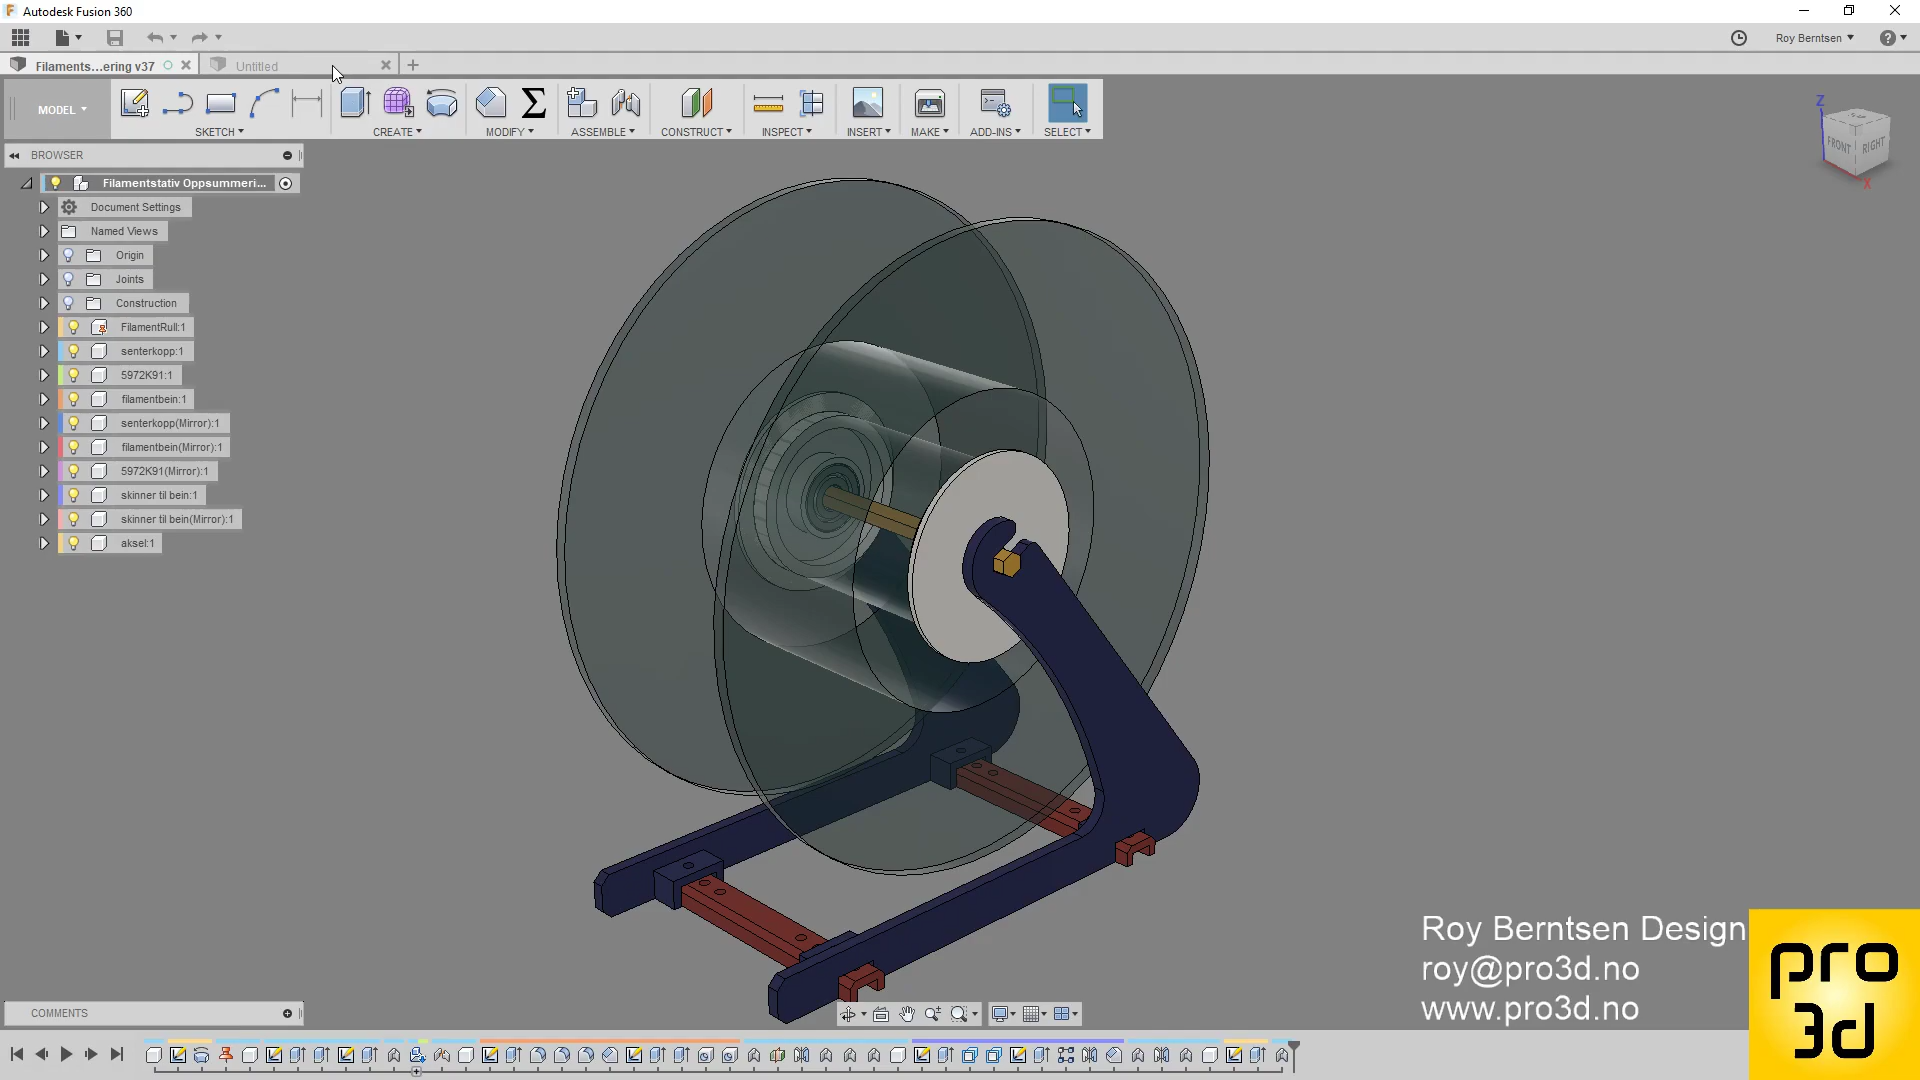 Autodesk Fusion 360
Roy Berntsen
Filaments...ering v37
Untitled
MODEL
SKETCH
CREATE
MODIFY
ASSEMBLE
CONSTRUCT
INSPECT
INSERT
MAKE
ADD-INS
SELECT
Z
FRONT
RIGHT
X
BROWSER
Filamentstativ Oppsummeri...
Document Settings
Named Views
Origin
Joints
Construction
FilamentRull:1
senterkopp:1
5972K91:1
filamentbein:1
senterkopp(Mirror):1
filamentbein(Mirror):1
5972K91(Mirror):1
skinner til bein:1
skinner til bein(Mirror):1
aksel:1
Roy Berntsen Design
roy@pro3d.no
www.pro3d.no
pro
3d
COMMENTS